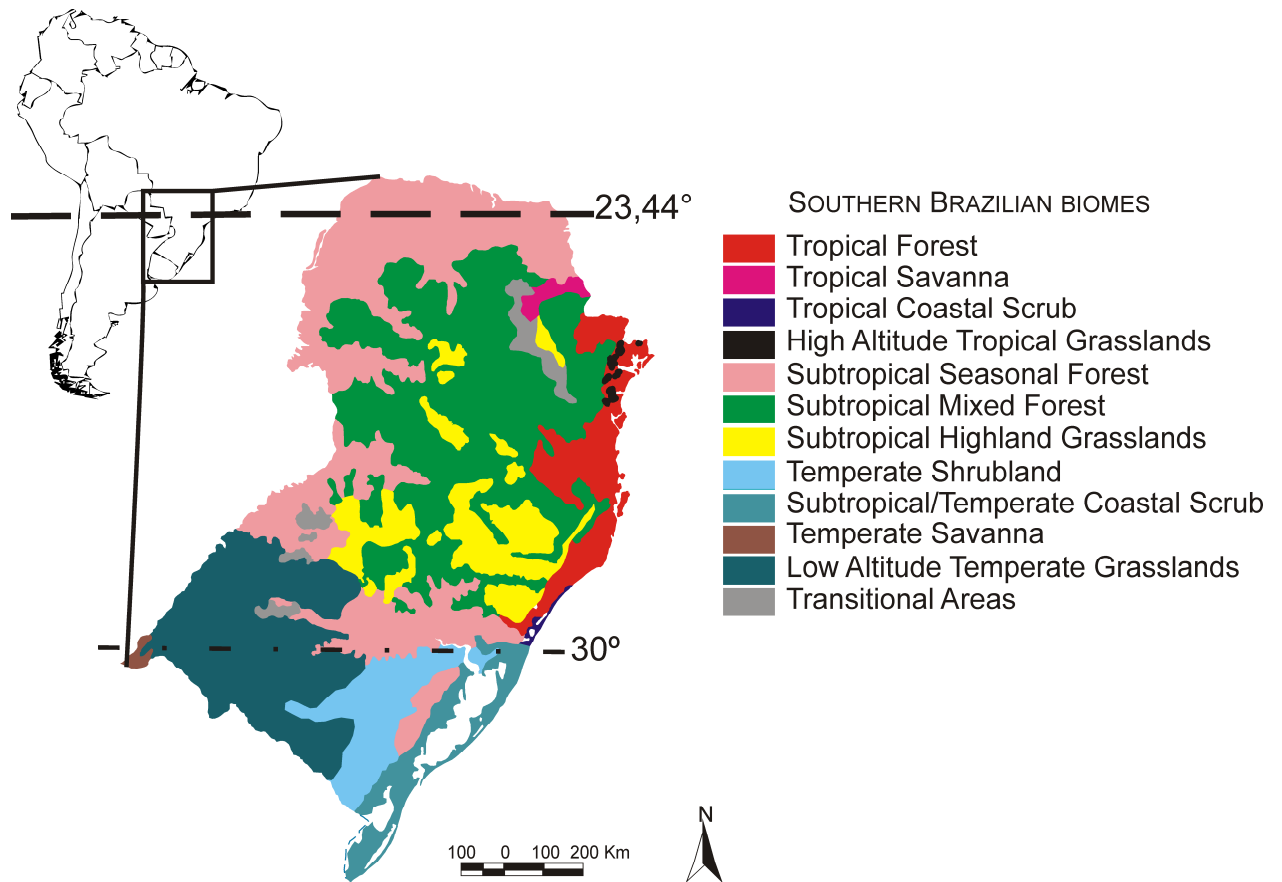 23,44°
SOUTHERN BRAZILIAN BIOMES
Tropical Forest
Tropical Savanna
Tropical Coastal Scrub
High Altitude Tropical Grasslands
Subtropical Seasonal Forest
Subtropical Mixed Forest
Subtropical Highland Grasslands
Temperate Shrubland
Subtropical/Temperate Coastal Scrub
Temperate Savanna
Low Altitude Temperate Grasslands
Transitional Areas
30º
N
100 0 100 200 Km